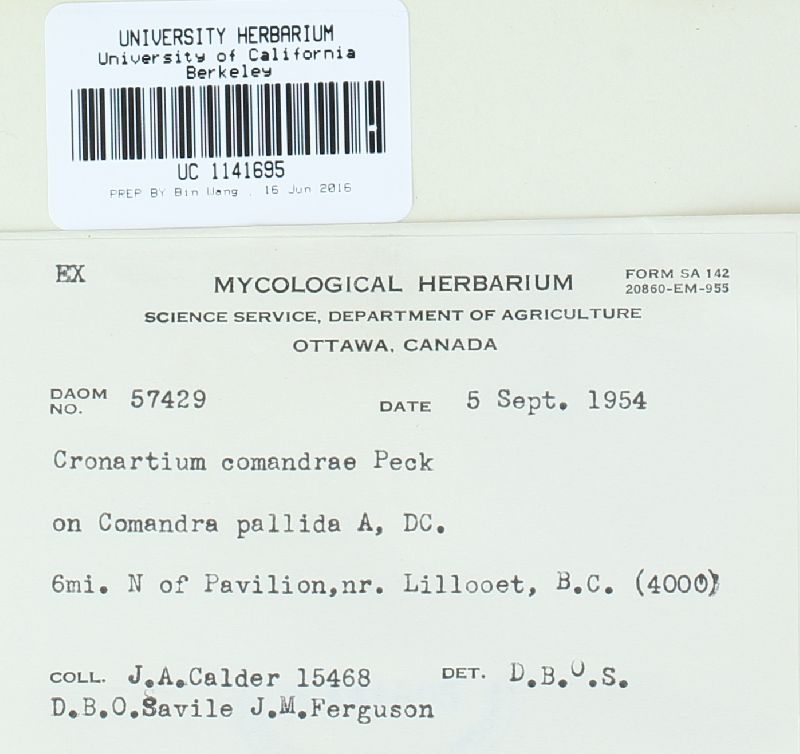 UNIVERSITY HERBARIUM
University of California
Berkeley
UC 1141695
PREP BY Bin Wang . 16 Jun 2016
EX
MYCOLOGICAL HERBARIUM
FORM SA 142
20860-EM-955
SCIENCE SERVICE, DEPARTMENT OF AGRICULTURE
OTTAWA, CANADA
DAOM NO. 57429 DATE 5 Sept. 1954
Cronartium comandrae Peck
on Comandra pallida A, DC.
6mi. N of Pavilion,nr. Lillooet, B.C. (4000)
COLL. J.A.Calder 15468 DET. D.B.O.S.
D.B.O.Savile J.M.Ferguson